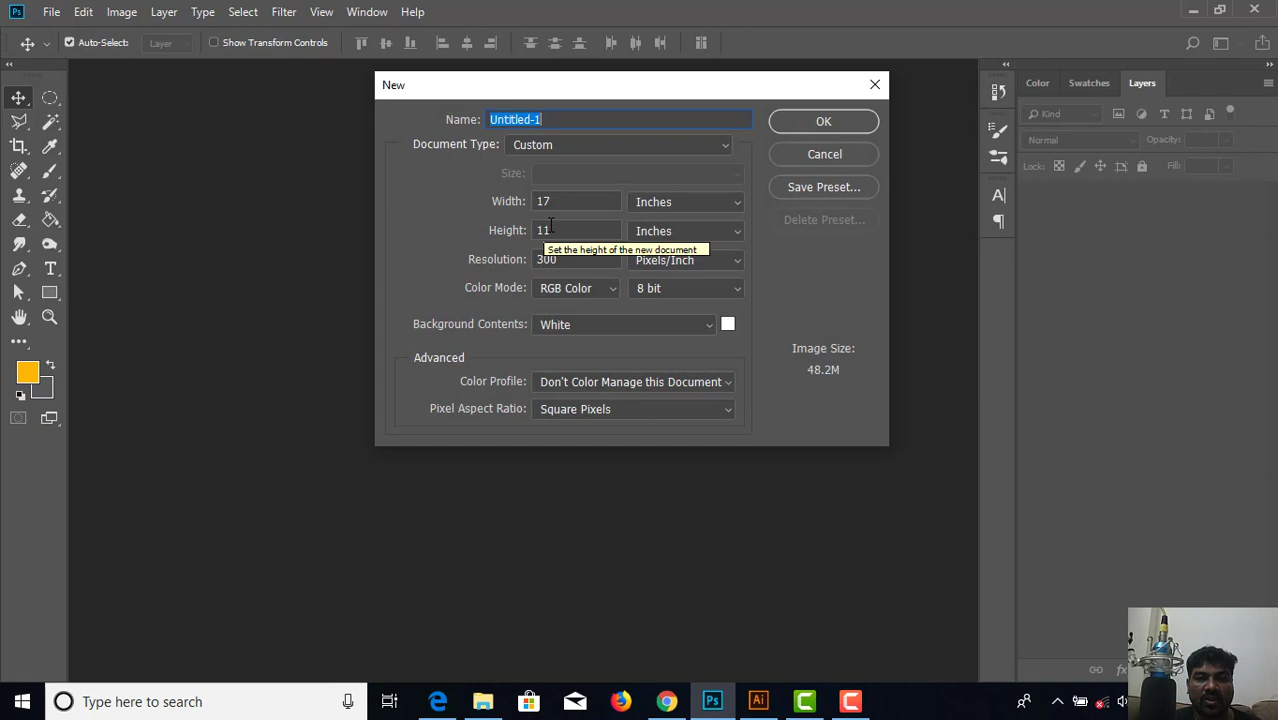 Ps File Edit Image Layer Type Select Filter View Window Help
Auto-Select: Layer Show Transform Controls
New
Color Swatches Layers
Name: Untitled-1 OK
Kind
Document Type: Custom Cancel
Normal Opacity:
Size:
Lock: Fill:
Save Preset...
Width: 17 Inches
Delete Preset...
Height: 11 Inches
Set the height of the new document
Resolution: 300 Pixels/Inch
Color Mode: RGB Color 8 bit
Background Contents: White
Image Size:
48.2M
Advanced
Color Profile: Don't Color Manage this Document
Pixel Aspect Ratio: Square Pixels
fx
Type here to search
Ps Ai